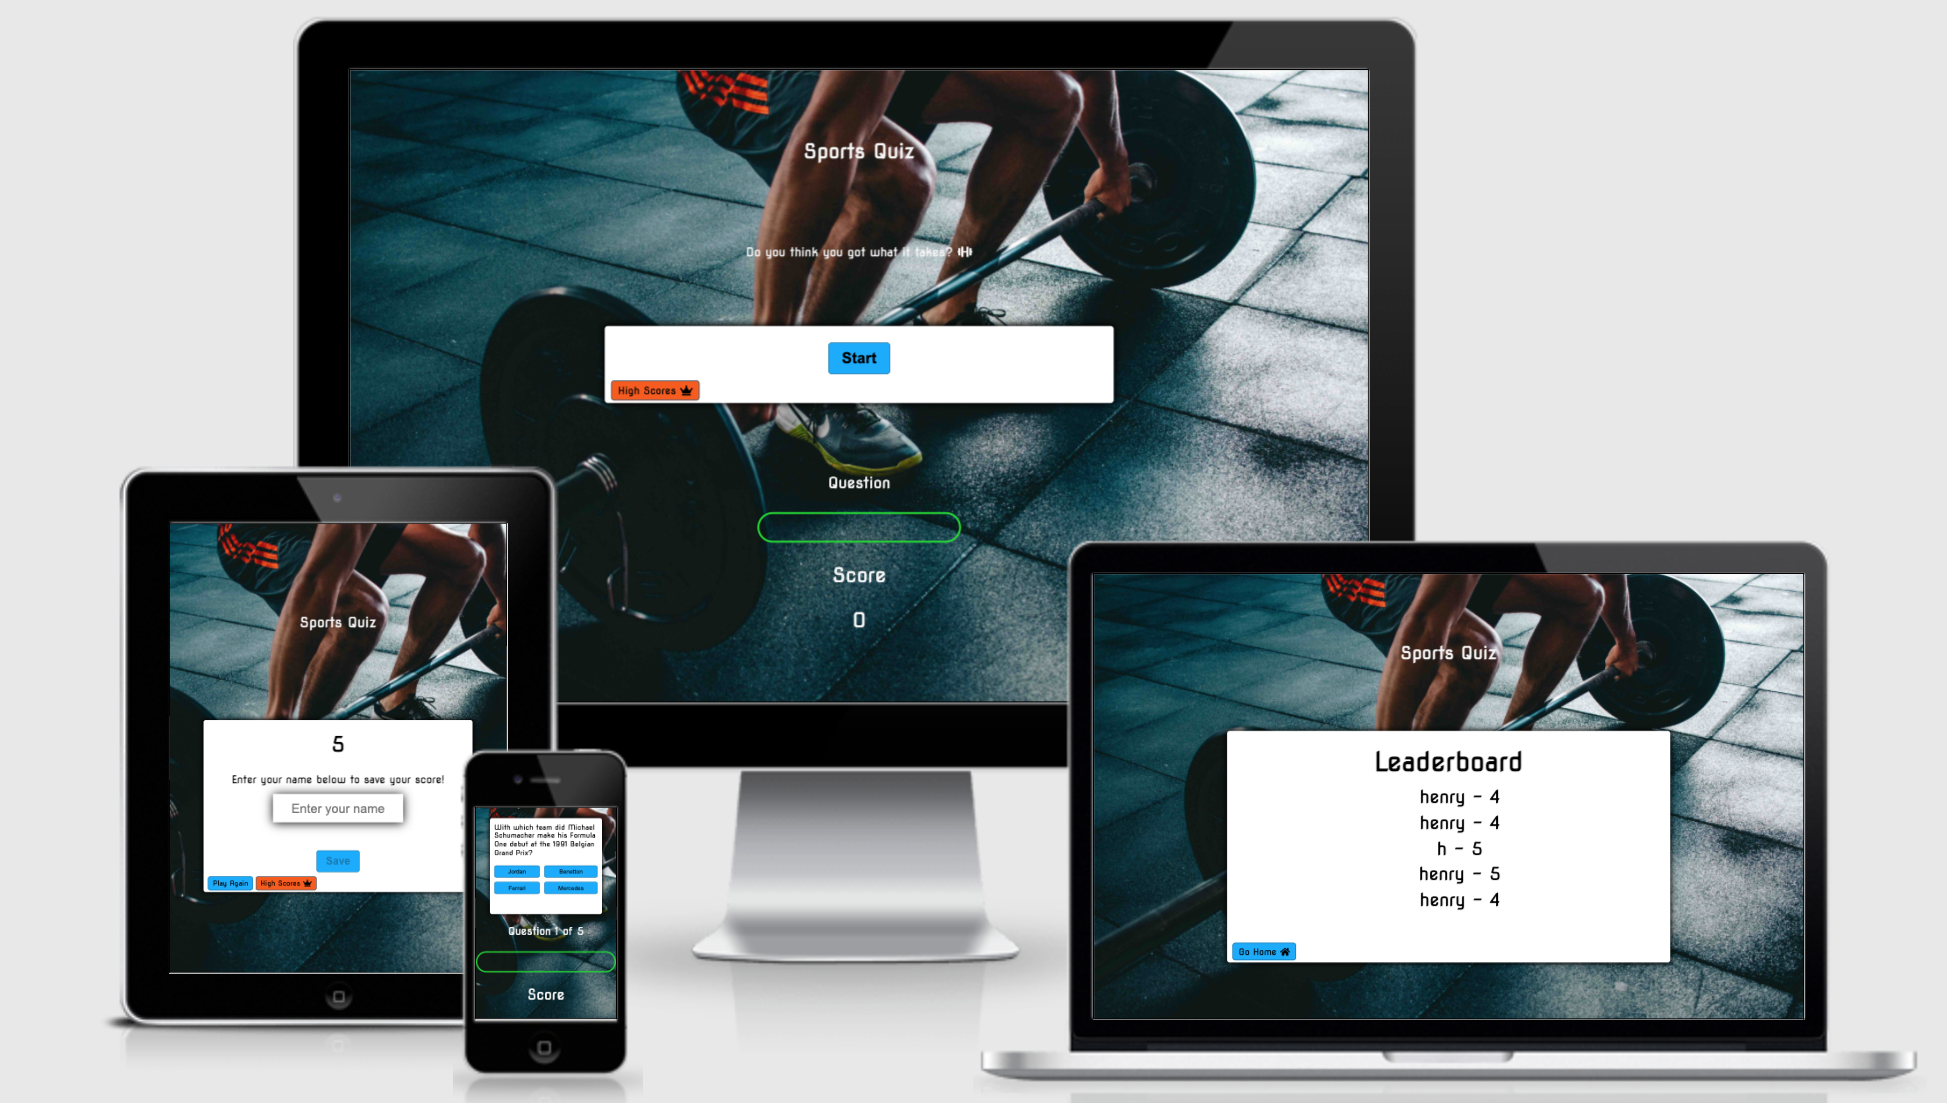 Sports Quiz
Do you think you got what it takes?
Start
High Scores
Question
Score
0
Sports Quiz
5
Enter your name below to save your score!
Enter your name
Save
Play Again High Scores
With which team did Michael
Schumacher make his Formula
One debut at the 1991 Belgian
Grand Prix?
Jordan Benetton
Ferrari Mercedes
Question 1 of 5
Score
Sports Quiz
Leaderboard
henry - 4
henry - 4
h - 5
henry - 5
henry - 4
Go Home